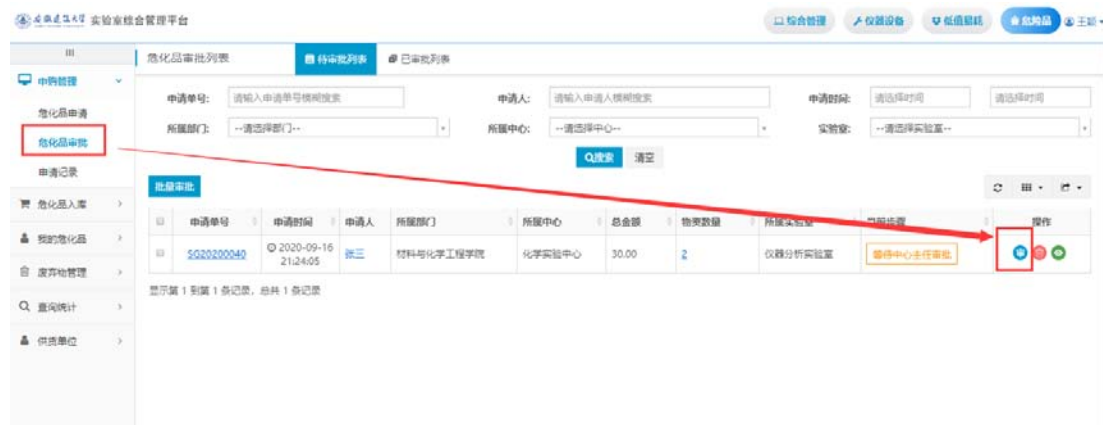 安徽建筑大学 实验室综合管理平台
综合管理 仪器设备 低值易耗 危险品 王颖
申购管理
危化品申请
危化品审批
申请记录
危化品入库
我的危化品
废弃物管理
查询统计
供货单位
危化品审批列表 待审批列表 已审批列表
申请单号: 请输入申请单号模糊搜索 申请人: 请输入申请人模糊搜索 申请时间: 请选择时间 请选择时间
所属部门: --请选择部门-- 所属中心: --请选择中心-- 实验室: --请选择实验室--
搜索 清空
批量审批
申请单号 申请时间 申请人 所属部门 所属中心 总金额 物资数量 所属实验室 目前步骤 操作
SG20200040 2020-09-16 21:24:05 张三 材料与化学工程学院 化学实验中心 30.00 2 仪器分析实验室 等待中心主任审批
显示第 1 到第 1 条记录，总共 1 条记录